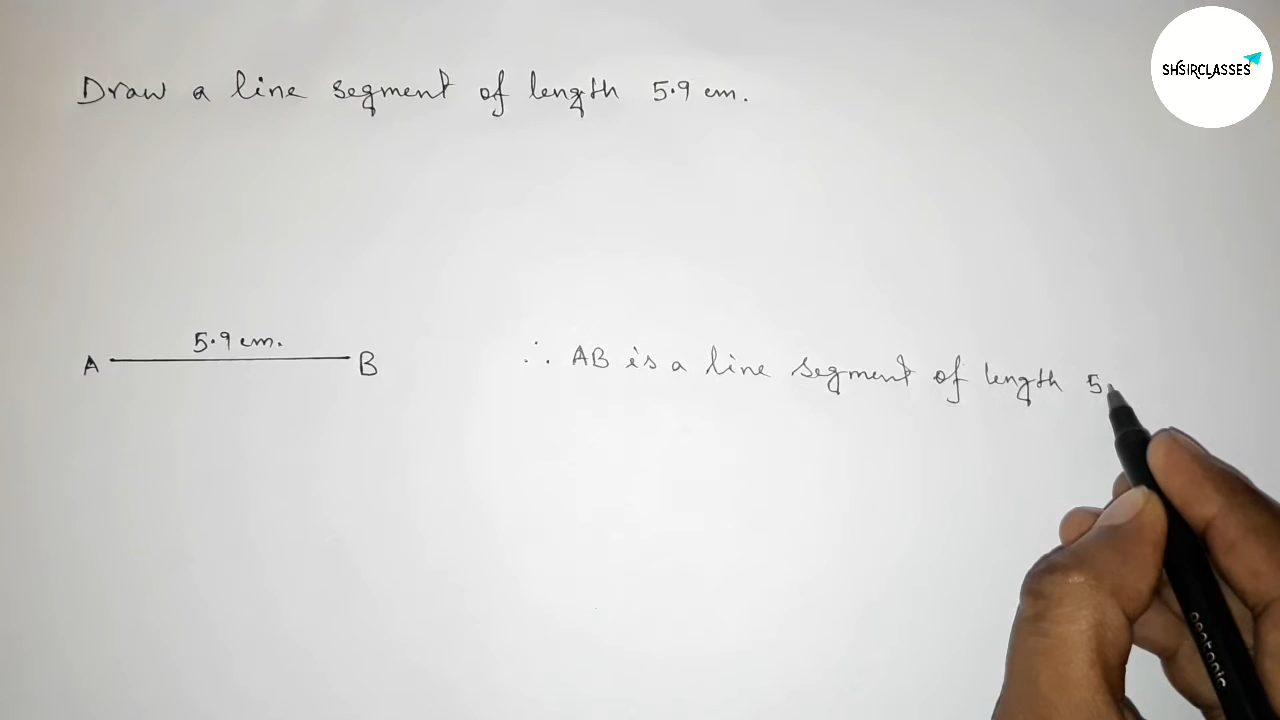 Draw a line segment of length 5.9 cm.
SHSIRCLASSES
5.9 cm.
A B
∴ AB is a line segment of length 5
pentonic